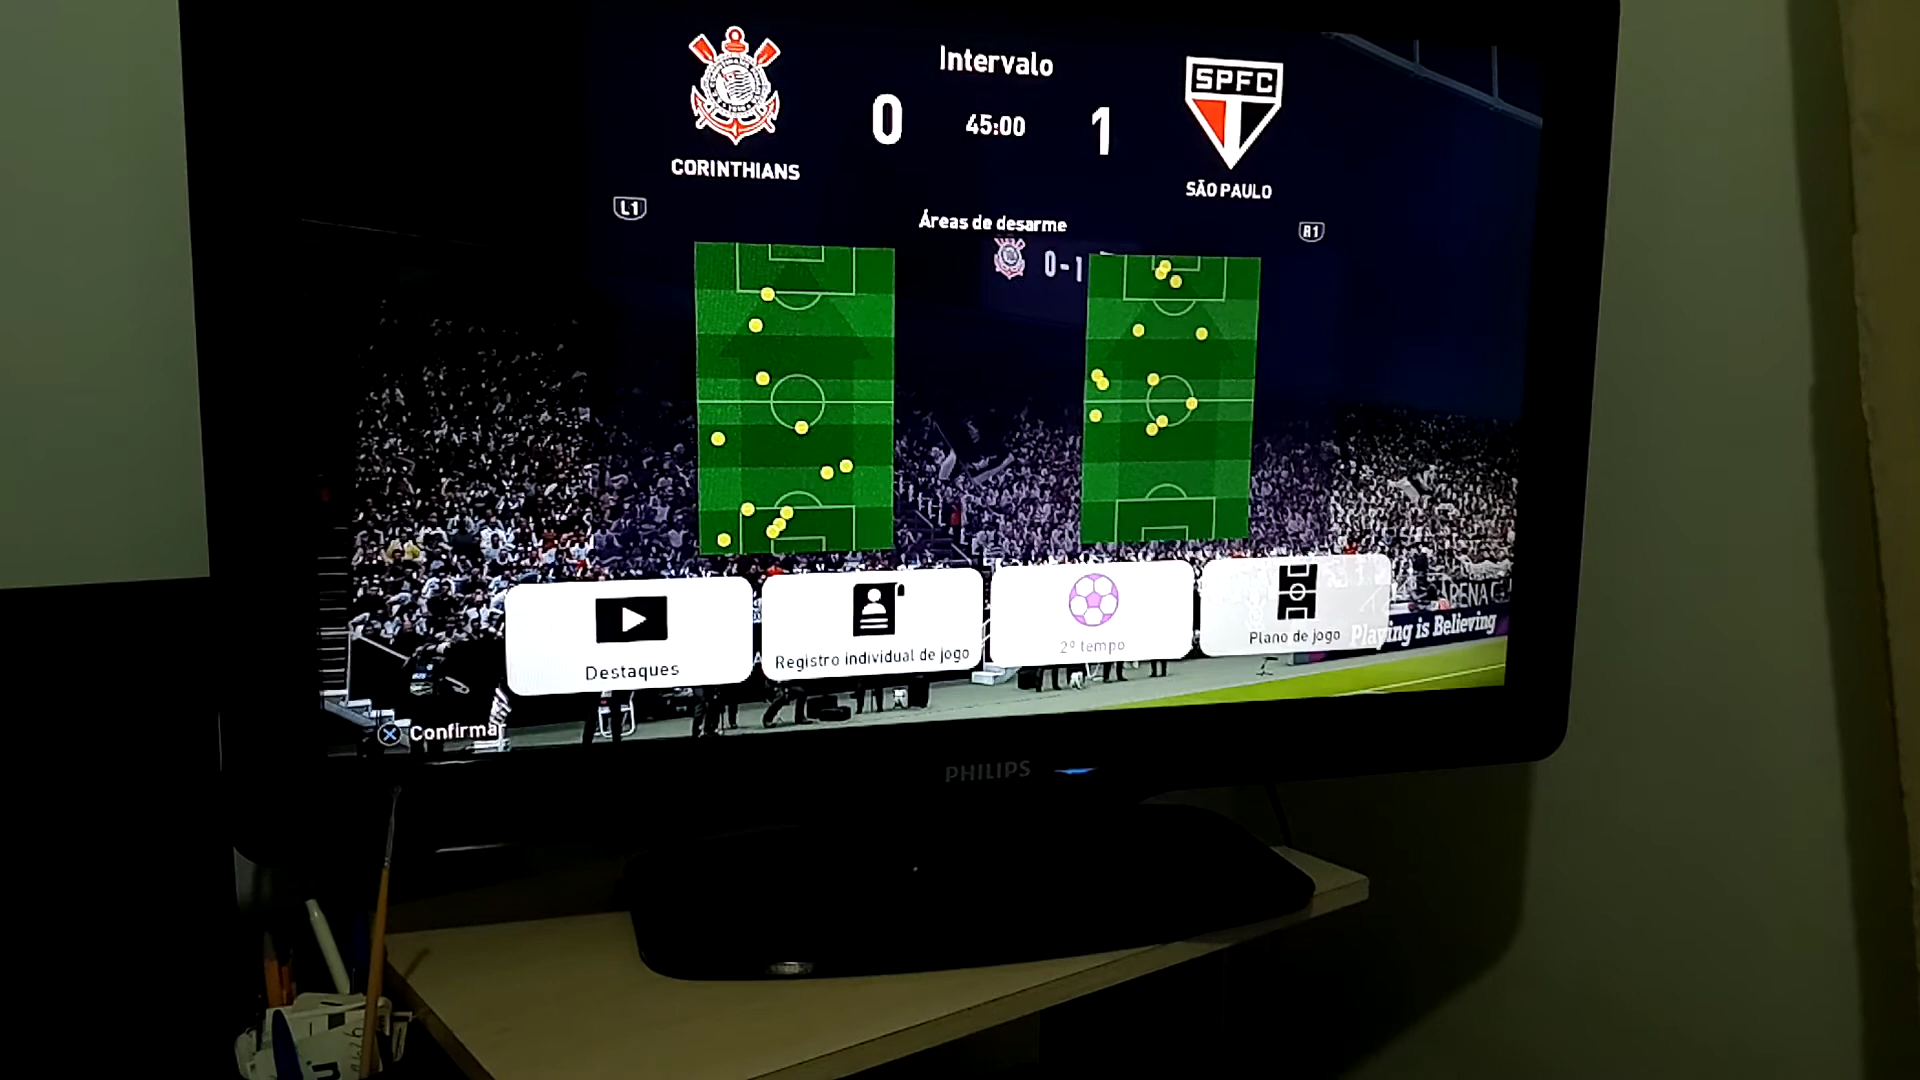 Intervalo
0
45:00
1
SPFC
CORINTHIANS
SÃO PAULO
L1
Áreas de desarme
R1
0-1
Destaques
Registro individual de jogo
2º tempo
Plano de jogo
ARENA
Playing is Believing
Confirmar
PHILIPS